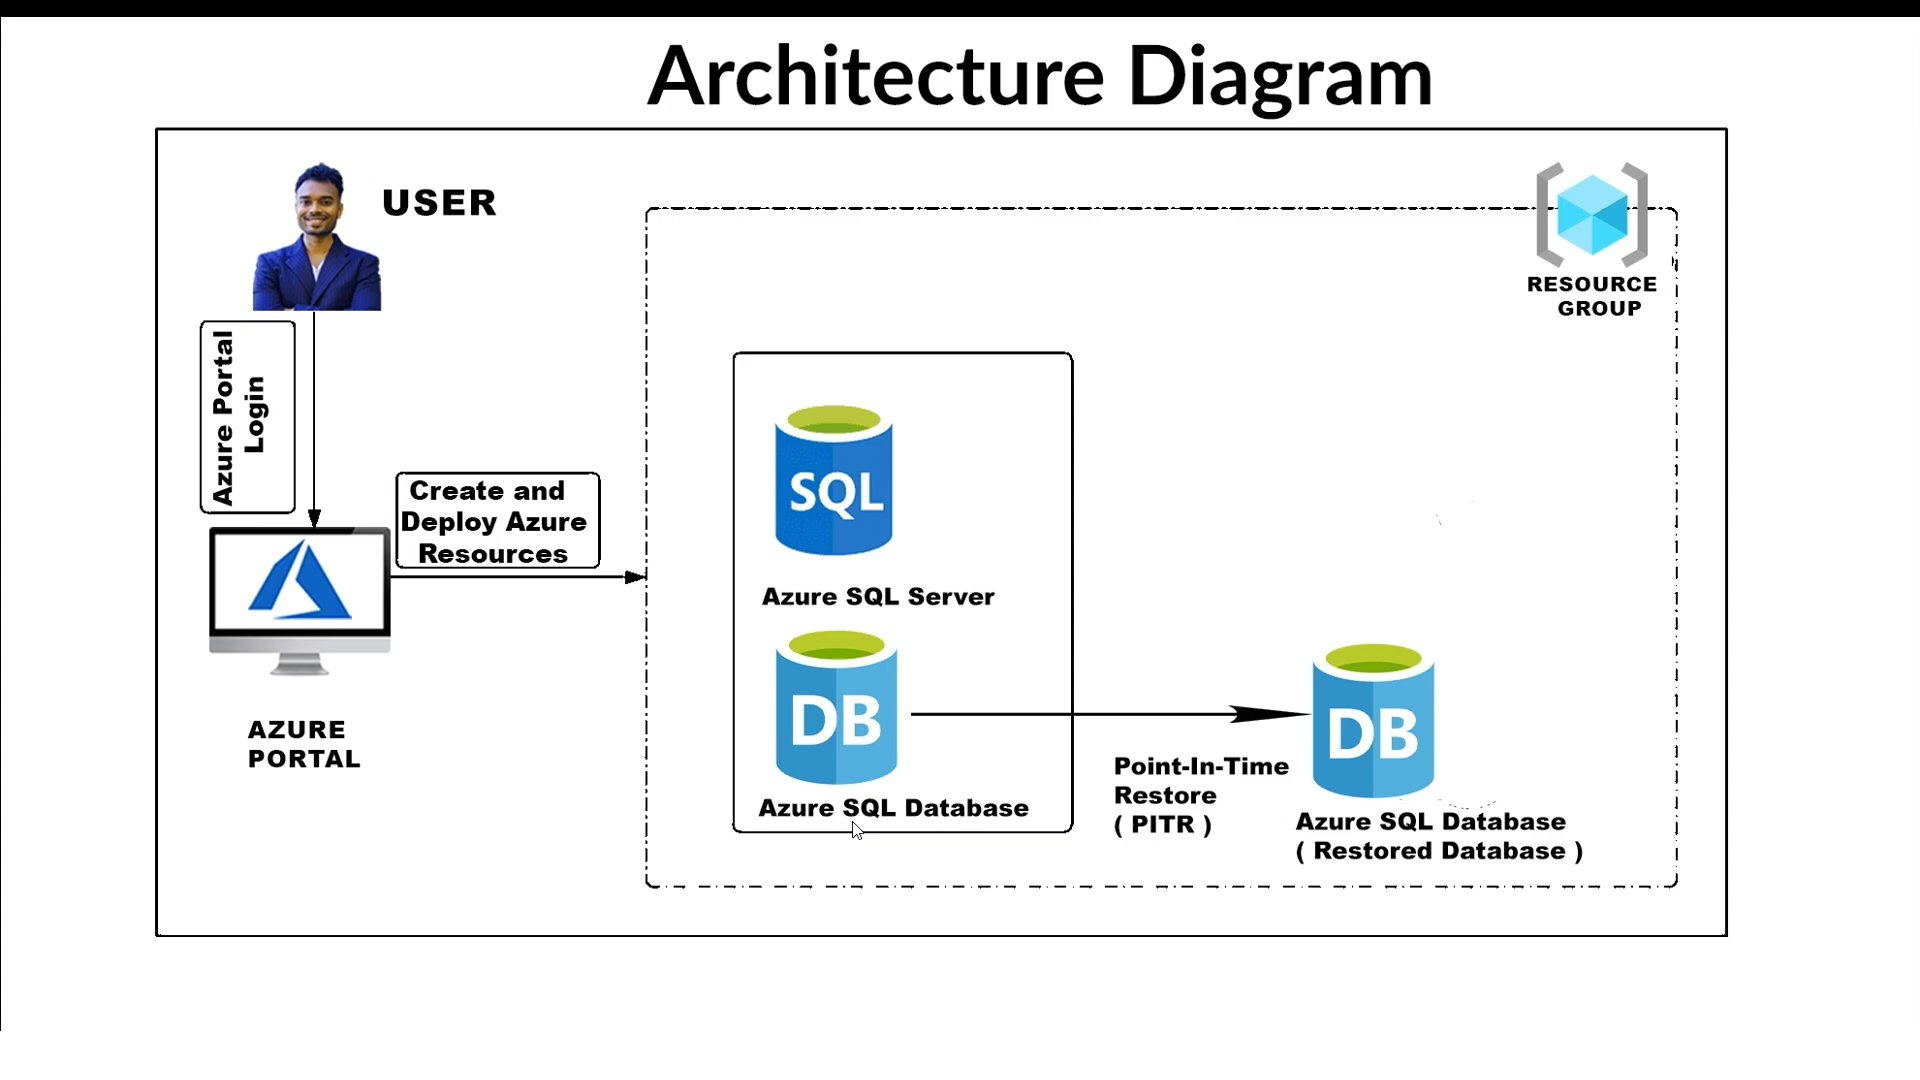 Architecture Diagram
USER
RESOURCE
GROUP
Azure Portal
Login
Create and
Deploy Azure
Resources
SQL
Azure SQL Server
AZURE
PORTAL
DB
Azure SQL Database
Point-In-Time
Restore
( PITR )
DB
Azure SQL Database
( Restored Database )